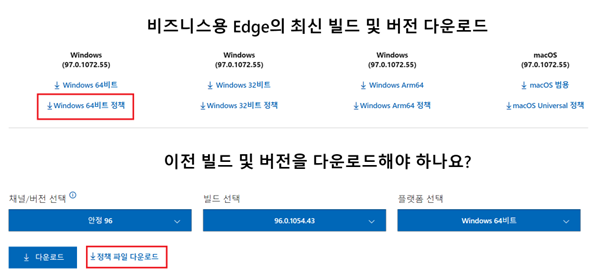 비즈니스용 Edge의 최신 빌드 및 버전 다운로드
Windows Windows Windows macOS
(97.0.1072.55) (97.0.1072.55) (97.0.1072.55) (97.0.1072.55)
Windows 64비트 Windows 32비트 Windows Arm64 macOS 범용
Windows 64비트 정책 Windows 32비트 정책 Windows Arm64 정책 macOS Universal 정책
이전 빌드 및 버전을 다운로드해야 하나요?
채널/버전 선택 빌드 선택 플랫폼 선택
안정 96 96.0.1054.43 Windows 64비트
다운로드 정책 파일 다운로드